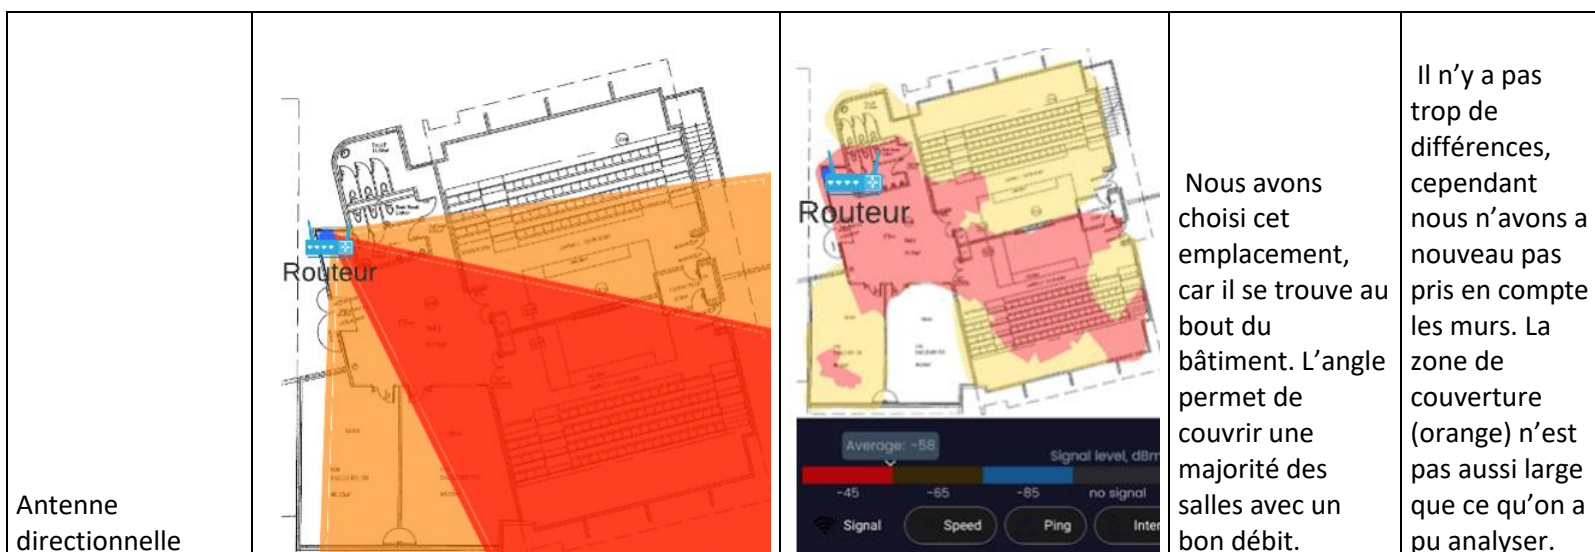 Antenne
directionnelle
Routeur
Routeur
Average: -58
Signal level, dBm
-45
-65
-85
no signal
Signal
Speed
Ping
Inter
Nous avons
choisi cet
emplacement,
car il se trouve au
bout du
bâtiment. L’angle
permet de
couvrir une
majorité des
salles avec un
bon débit.
Il n’y a pas
trop de
différences,
cependant
nous n’avons a
nouveau pas
pris en compte
les murs. La
zone de
couverture
(orange) n’est
pas aussi large
que ce qu’on a
pu analyser.